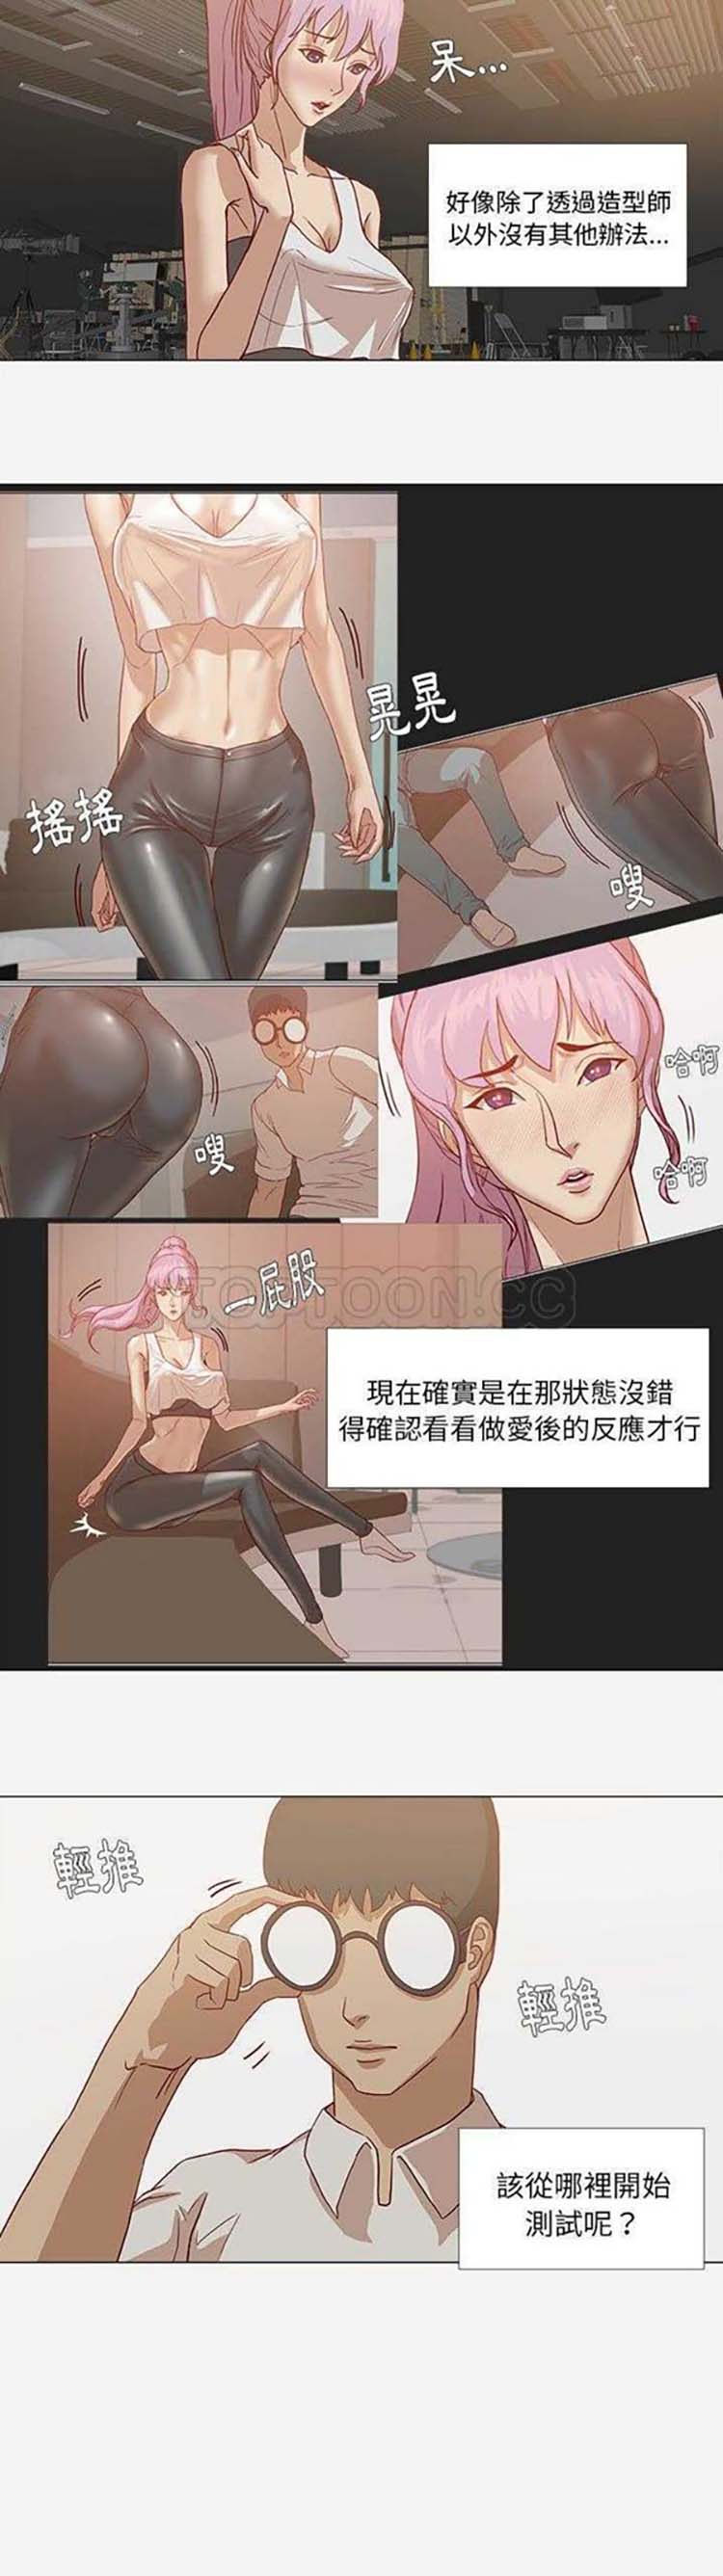 呆...
好像除了透過造型師
以外沒有其他辦法...
晃晃
搖搖
嗖
哈啊
嗖
哈啊
一屁股
TOPTOON.CC
現在確實是在那狀態沒錯
得確認看看做愛後的反應才行
輕推
輕推
該從哪裡開始
測試呢？